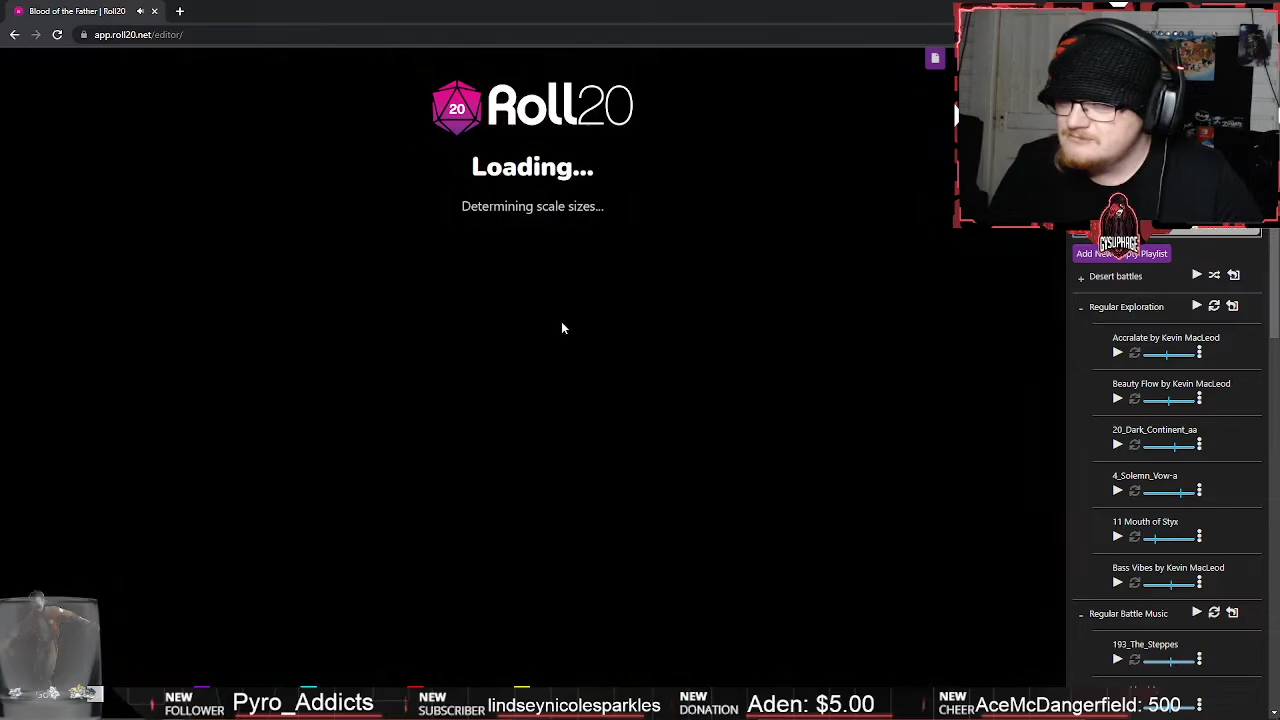 Blood of the Father | Roll20
app.roll20.net/editor/
20
Roll20
Loading...
Determining scale sizes...
GYSUPHAGE
Add New Empty Playlist
Desert battles
Regular Exploration
Accralate by Kevin MacLeod
Beauty Flow by Kevin MacLeod
20_Dark_Continent_aa
4_Solemn_Vow-a
11 Mouth of Styx
Bass Vibes by Kevin MacLeod
Regular Battle Music
193_The_Steppes
NEW FOLLOWER Pyro_Addicts
NEW SUBSCRIBER lindseynicolesparkles
NEW DONATION Aden: $5.00
NEW CHEER AceMcDangerfield: 500